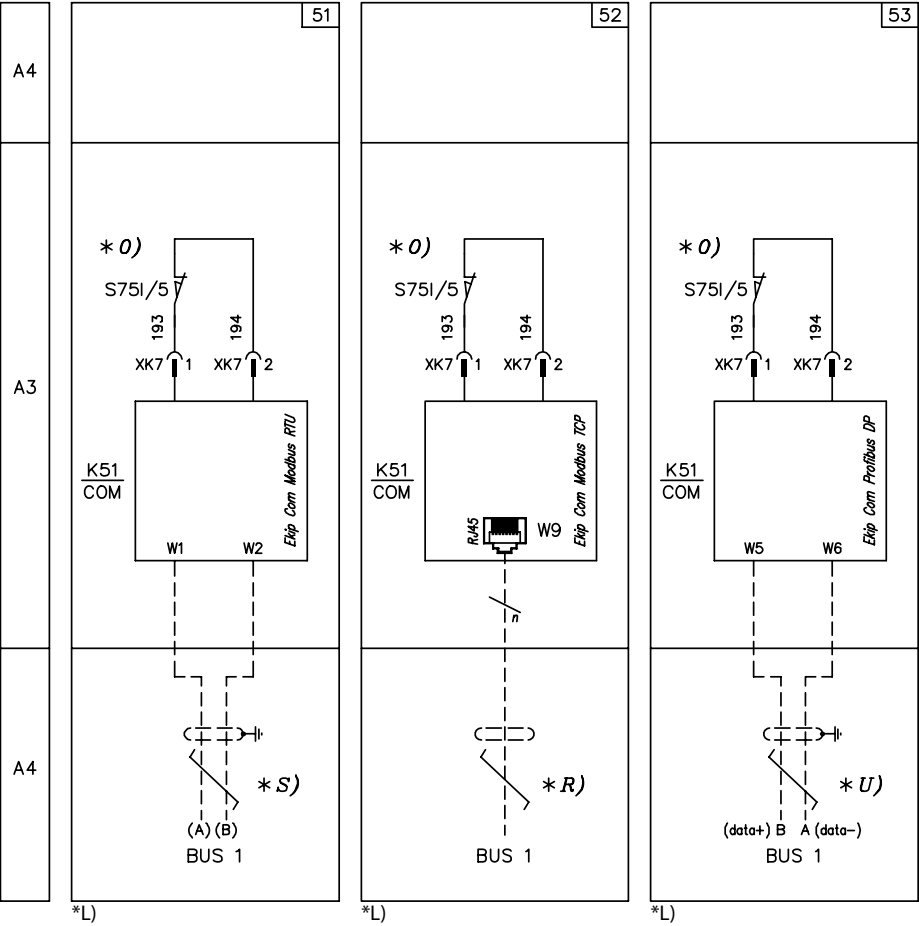 A4
A3
A4
51
*O)
S75I/5
193
194
XK7 1
XK7 2
K51
COM
Ekip Com Modbus RTU
W1
W2
*S)
(A) (B)
BUS 1
*L)
52
*O)
S75I/5
193
194
XK7 1
XK7 2
K51
COM
Ekip Com Modbus TCP
RJ45
W9
n
*R)
BUS 1
*L)
53
*O)
S75I/5
193
194
XK7 1
XK7 2
K51
COM
Ekip Com Profibus DP
W5
W6
*U)
(data+) B A (data-)
BUS 1
*L)